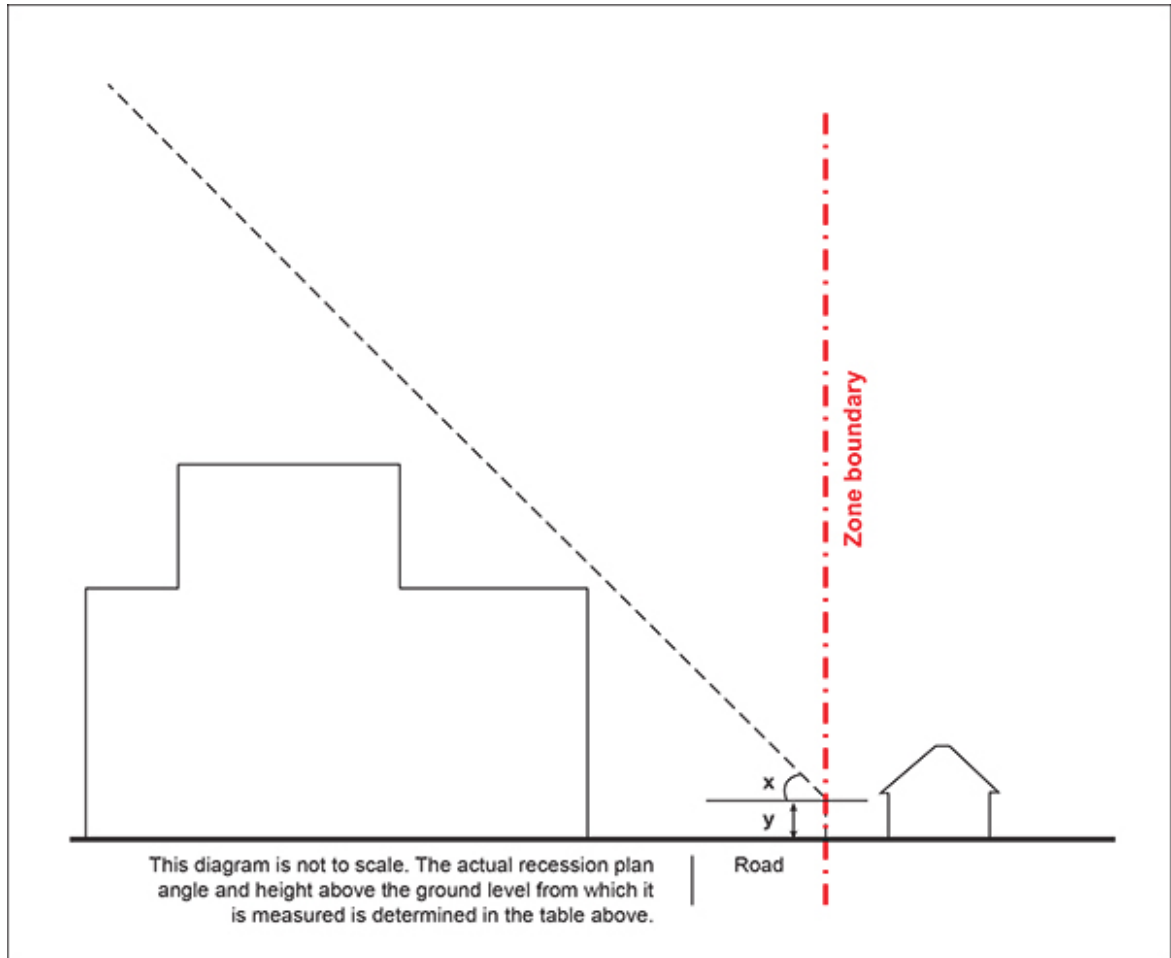 Zone boundary
x
y
This diagram is not to scale. The actual recession plan
angle and height above the ground level from which it
is measured is determined in the table above.
Road